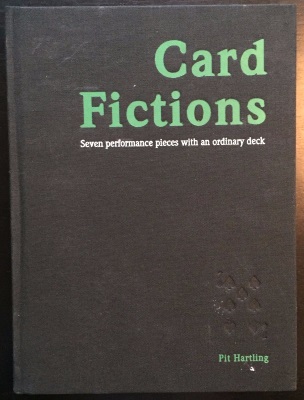 Card
Fictions
Seven performance pieces with an ordinary deck
Pit Hartling